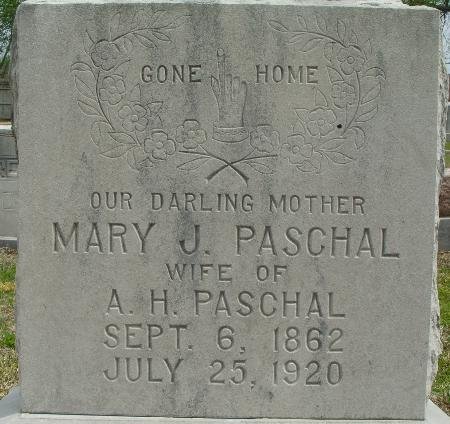 GONE HOME
OUR DARLING MOTHER
MARY J. PASCHAL
WIFE OF
A. H. PASCHAL
SEPT. 6, 1862
JULY 25, 1920